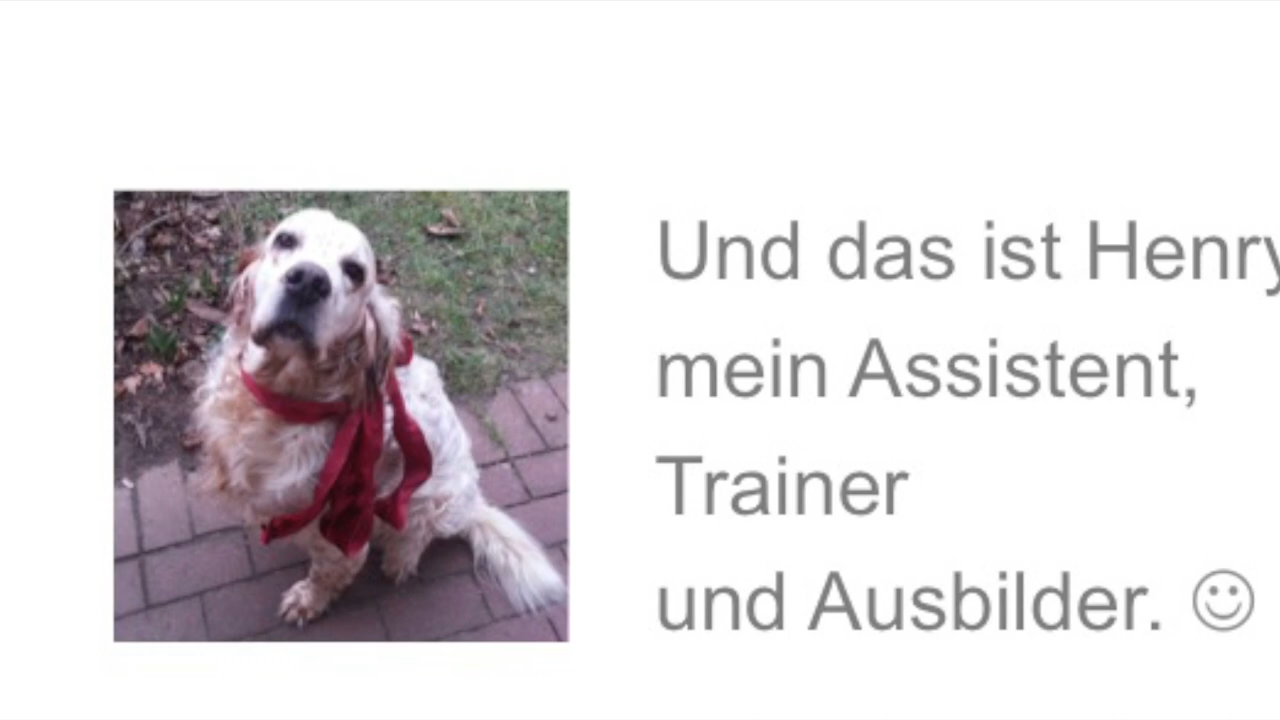 Und das ist Henry
mein Assistent,
Trainer
und Ausbilder. ☺